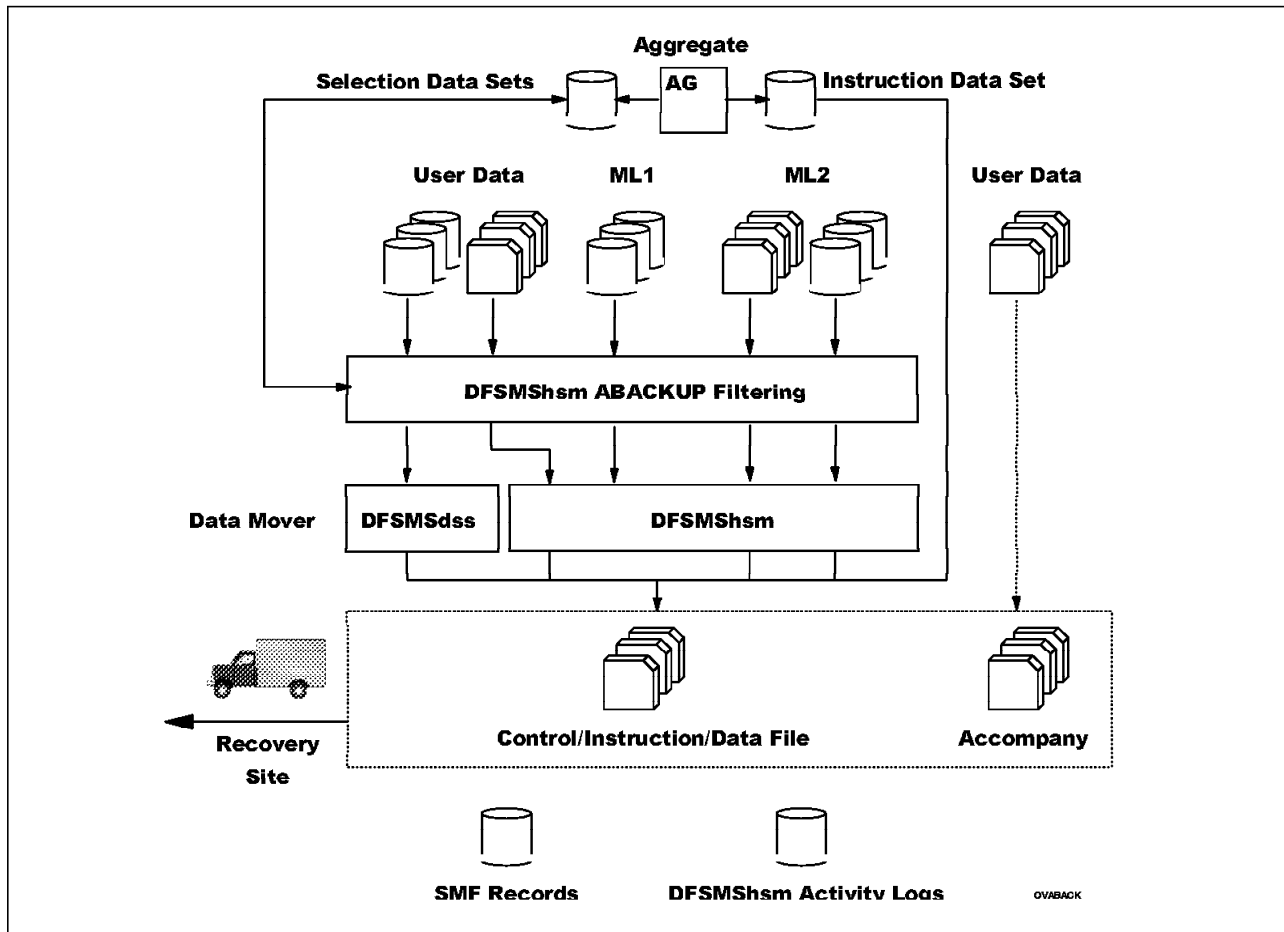 Aggregate
Selection Data Sets
AG
Instruction Data Set
User Data
ML1
ML2
User Data
DFSMShsm ABACKUP Filtering
Data Mover
DFSMSdss
DFSMShsm
Control/Instruction/Data File
Accompany
Recovery
Site
SMF Records
DFSMShsm Activity Logs
OVABACK